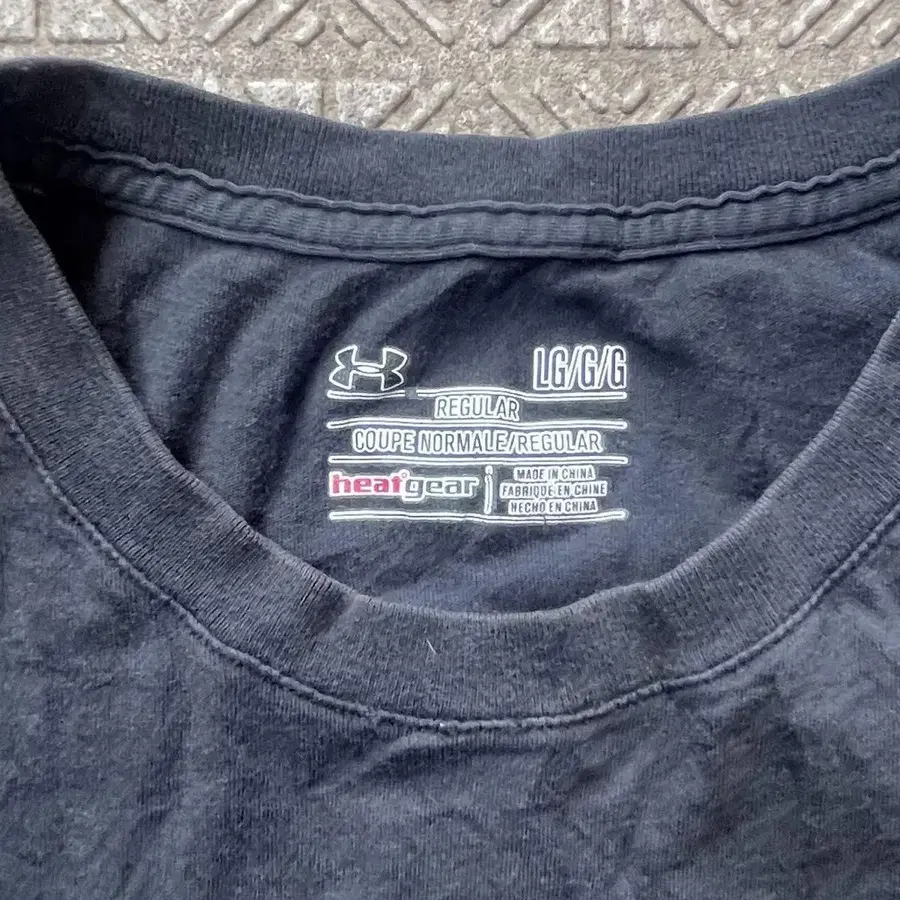 LG/G/G
REGULAR
COUPE NORMALE/REGULAR
heatgear
MADE IN CHINA
FABRIQUÉ EN CHINE
HECHO EN CHINA